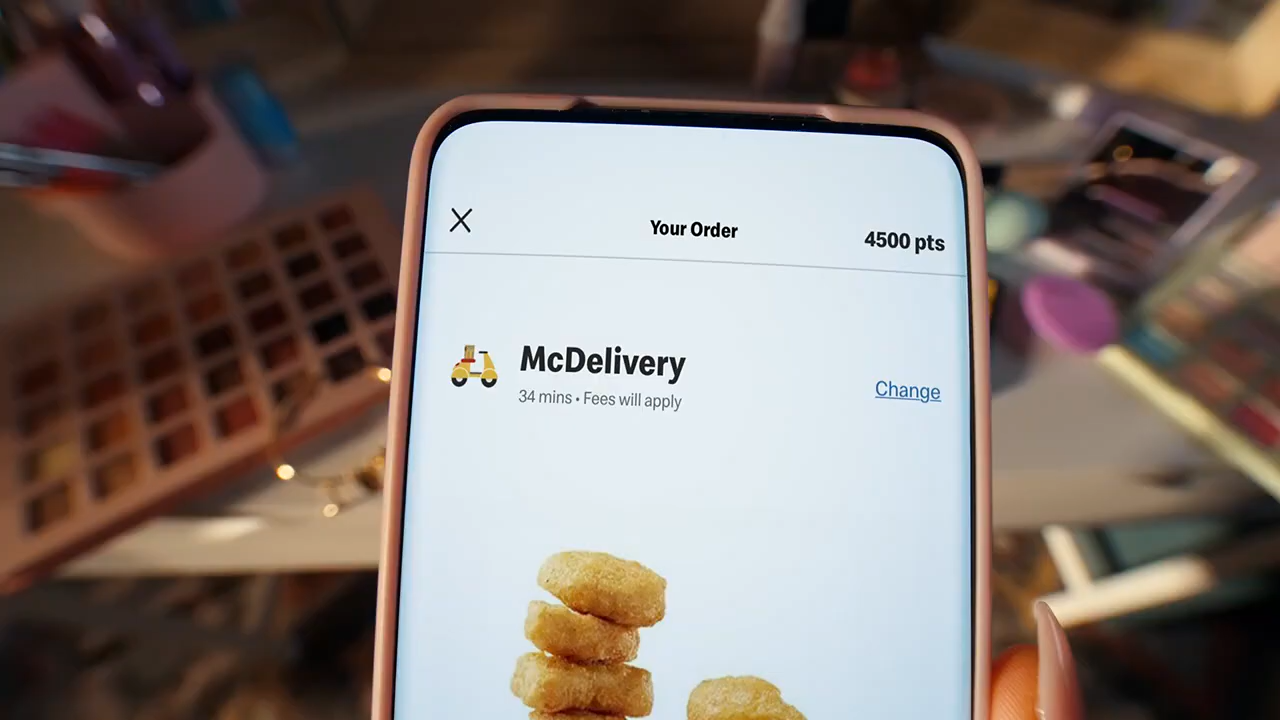 Your Order
4500 pts
McDelivery
34 mins • Fees will apply
Change